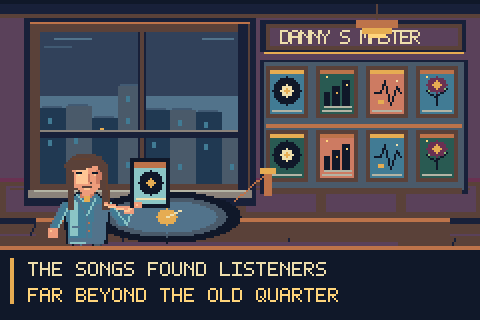 DANNY S MASTER
THE SONGS FOUND LISTENERS
FAR BEYOND THE OLD QUARTER